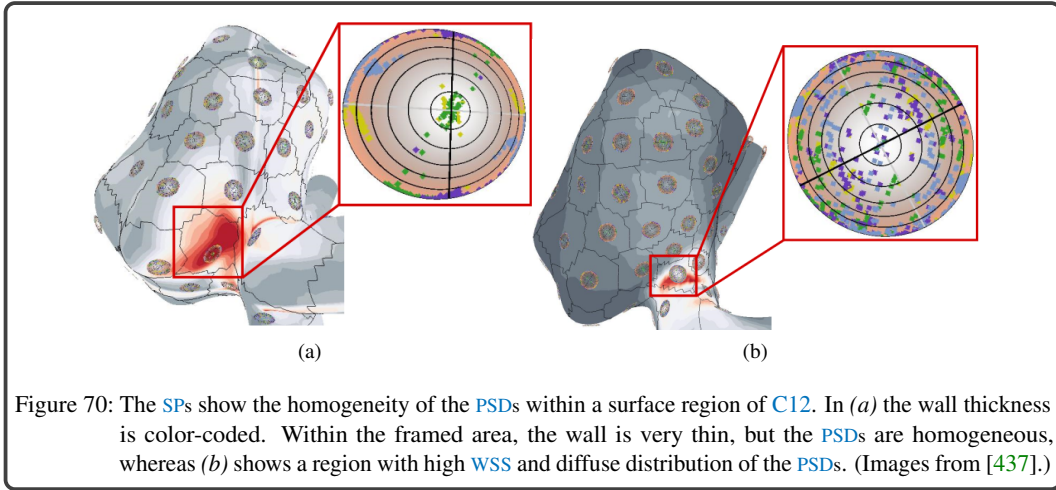 (a)
(b)
Figure 70: The SPs show the homogeneity of the PSDs within a surface region of C12. In (a) the wall thickness
is color-coded. Within the framed area, the wall is very thin, but the PSDs are homogeneous,
whereas (b) shows a region with high WSS and diffuse distribution of the PSDs. (Images from [437].)